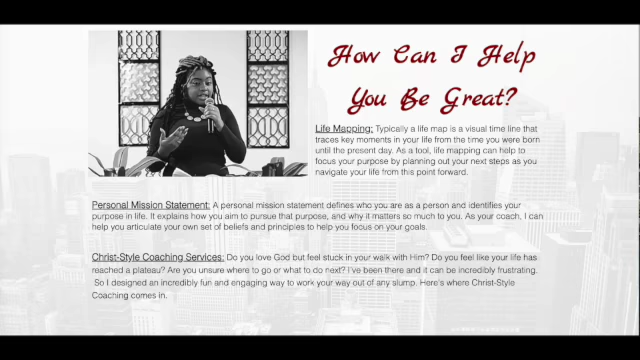 How Can I Help
You Be Great?
Life Mapping: Typically a life map is a visual time line that
traces key moments in your life from the time you were born
until the present day. As a tool, life mapping can help to
focus your purpose by planning out your next steps as you
navigate your life from this point forward.
Personal Mission Statement: A personal mission statement defines who you are as a person and identifies your
purpose in life. It explains how you aim to pursue that purpose, and why it matters so much to you. As your coach, I can
help you articulate your own set of beliefs and principles to help you focus on your goals.
Christ-Style Coaching Services: Do you love God but feel stuck in your walk with Him? Do you feel like your life has
reached a plateau? Are you unsure where to go or what to do next? I've been there and it can be incredibly frustrating.
So I designed an incredibly fun and engaging way to work your way out of any slump. Here's where Christ-Style
Coaching comes in.